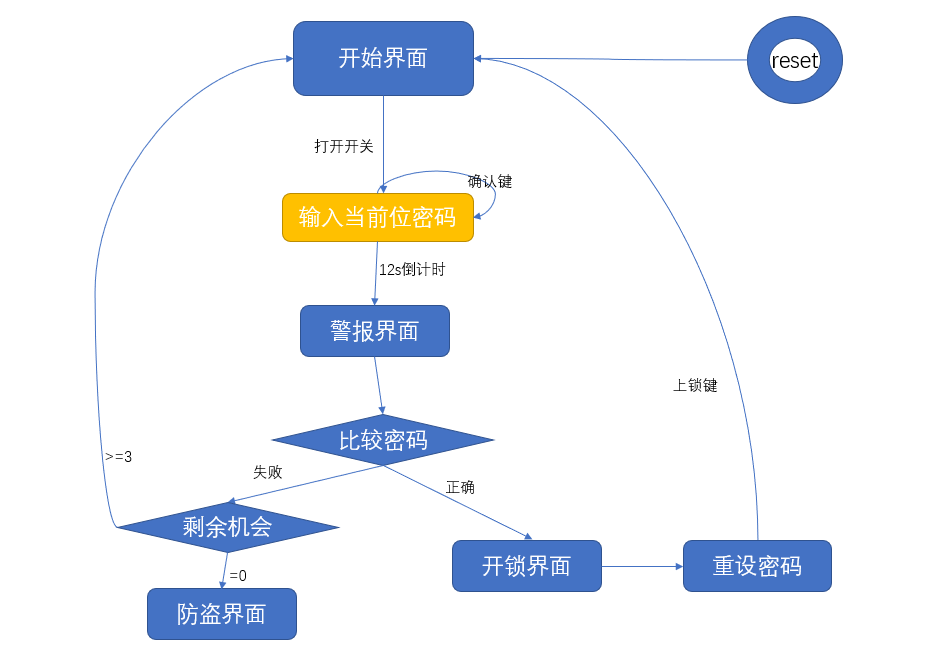 开始界面
reset
打开开关
确认键
输入当前位密码
12s倒计时
警报界面
上锁键
比较密码
>=3
失败
正确
剩余机会
开锁界面
重设密码
=0
防盗界面